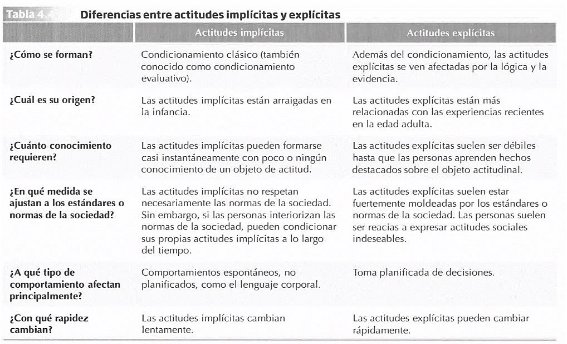 Tabla 4.4 Diferencias entre actitudes implícitas y explícitas
Actitudes implícitas Actitudes explícitas
¿Cómo se forman? Condicionamiento clásico (también Además del condicionamiento, las actitudes
conocido como condicionamiento explícitas se ven afectadas por la lógica y la
evaluativo). evidencia.
¿Cuál es su origen? Las actitudes implícitas están arraigadas en Las actitudes explícitas están más
la infancia. relacionadas con las experiencias recientes
en la edad adulta.
¿Cuánto conocimiento Las actitudes implícitas pueden formarse Las actitudes explícitas suelen ser débiles
requieren? casi instantáneamente con poco o ningún hasta que las personas aprenden hechos
conocimiento de un objeto de actitud. destacados sobre el objeto actitudinal.
¿En qué medida se Las actitudes implícitas no respetan Las actitudes explícitas suelen estar
ajustan a los estándares o necesariamente las normas de la sociedad. fuertemente moldeadas por los estándares o
normas de la sociedad? Sin embargo, si las personas interiorizan las normas de la sociedad. Las personas suelen
normas de la sociedad, pueden condicionar ser reacias a expresar actitudes sociales
sus propias actitudes implícitas a lo largo indeseables.
del tiempo.
¿A qué tipo de Comportamientos espontáneos, no Toma planificada de decisiones.
comportamiento afectan planificados, como el lenguaje corporal.
principalmente?
¿Con qué rapidez Las actitudes implícitas cambian Las actitudes explícitas pueden cambiar
cambian? lentamente. rápidamente.